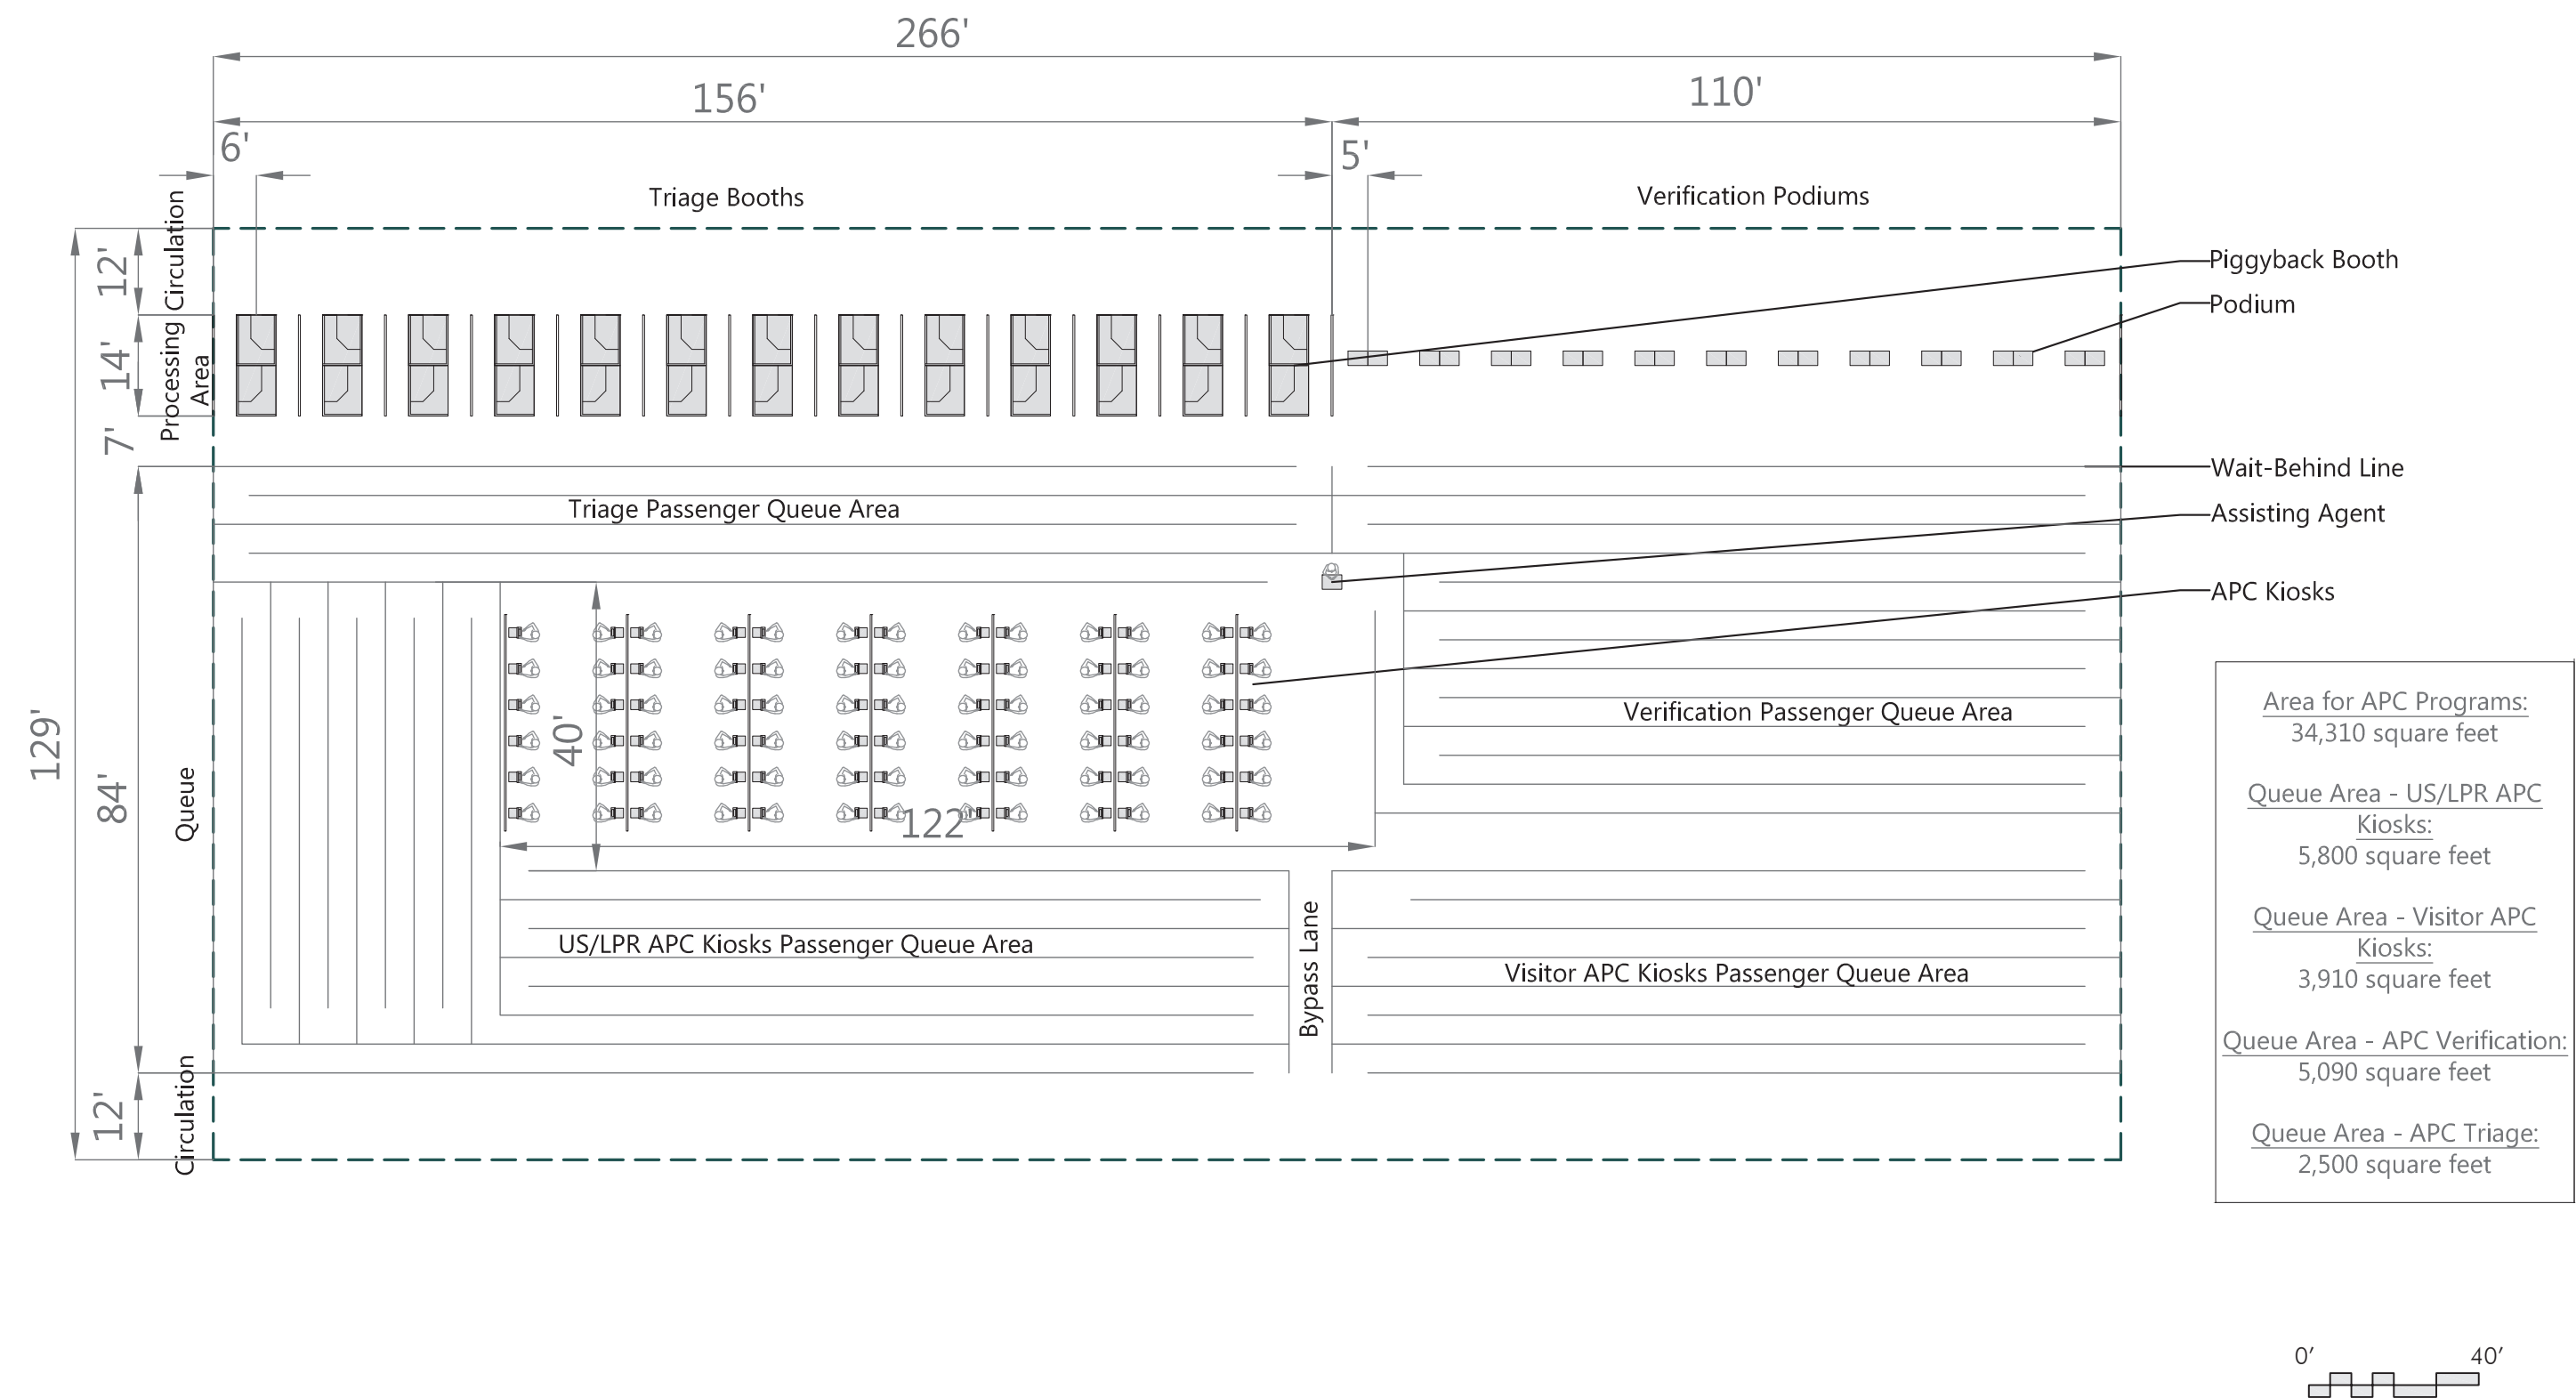 266'
156'
110'
6'
5'
Triage Booths
Verification Podiums
12'
Circulation
14'
Processing
Area
7'
129'
84'
Queue
12'
Circulation
Piggyback Booth
Podium
Wait-Behind Line
Assisting Agent
APC Kiosks
Triage Passenger Queue Area
40'
122'
Verification Passenger Queue Area
US/LPR APC Kiosks Passenger Queue Area
Bypass Lane
Visitor APC Kiosks Passenger Queue Area
Area for APC Programs:
34,310 square feet
Queue Area - US/LPR APC
Kiosks:
5,800 square feet
Queue Area - Visitor APC
Kiosks:
3,910 square feet
Queue Area - APC Verification:
5,090 square feet
Queue Area - APC Triage:
2,500 square feet
0' 40'